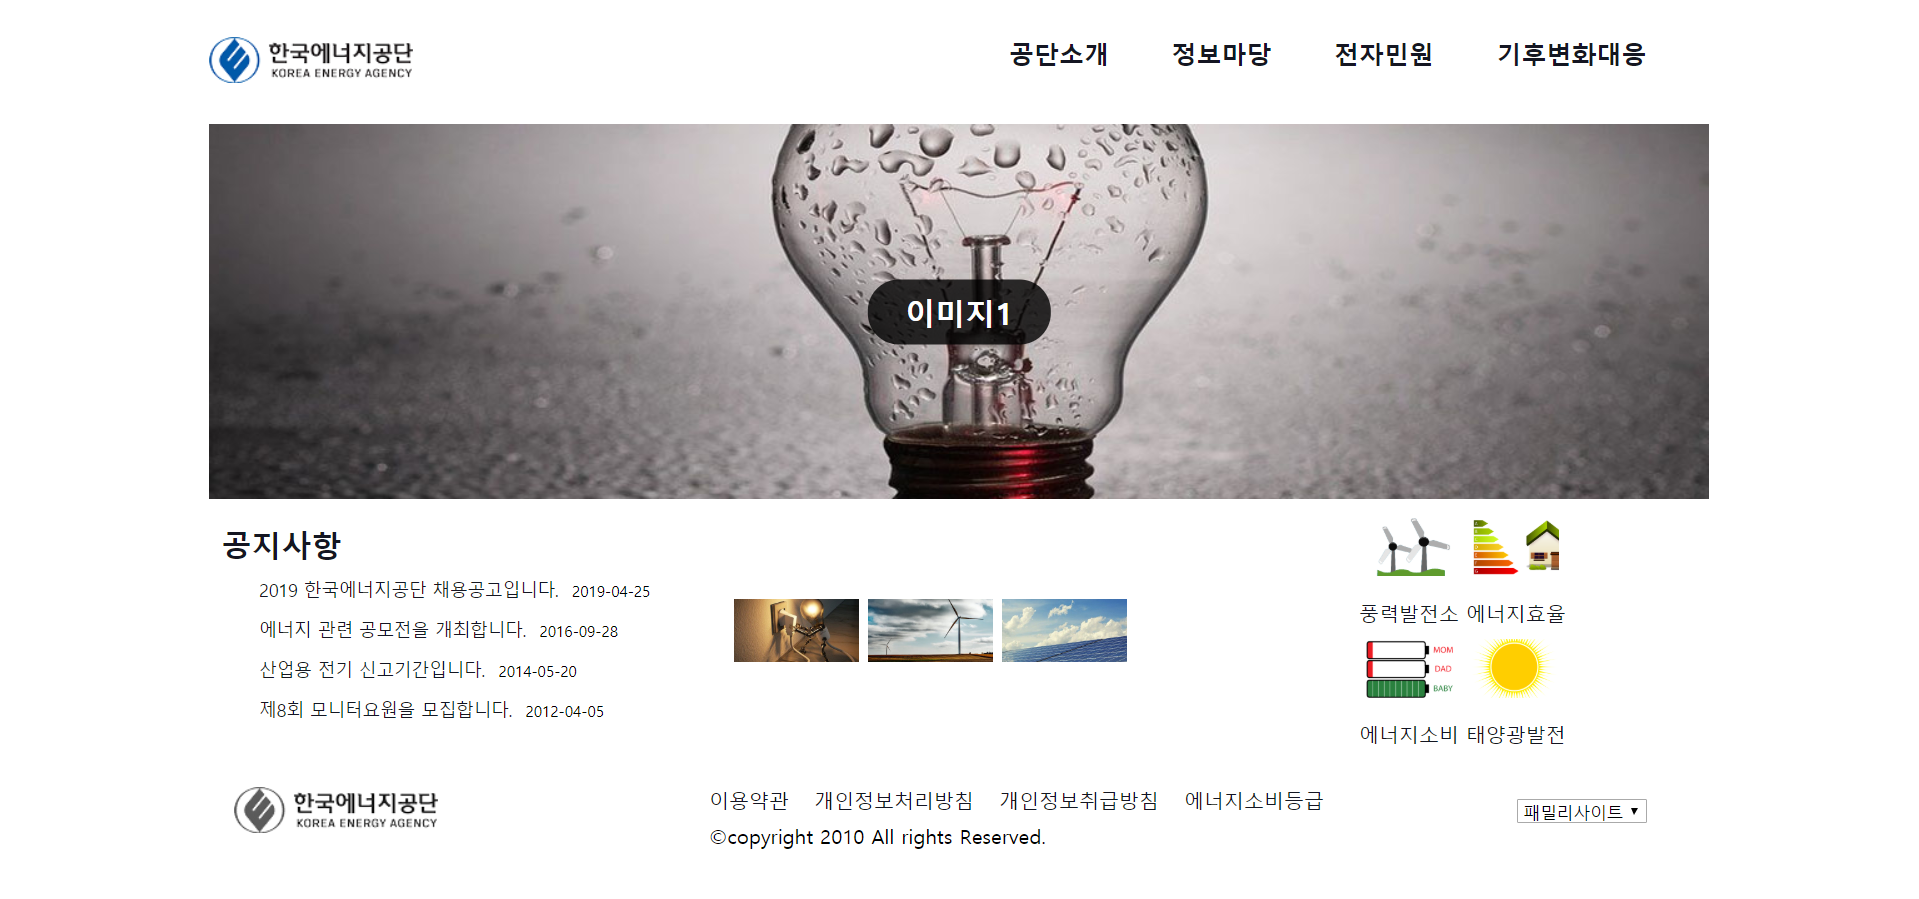 한국에너지공단
KOREA ENERGY AGENCY
공단소개 정보마당 전자민원 기후변화대응
이미지1
공지사항
2019 한국에너지공단 채용공고입니다. 2019-04-25
에너지 관련 공모전을 개최합니다. 2016-09-28
산업용 전기 신고기간입니다. 2014-05-20
제8회 모니터요원을 모집합니다. 2012-04-05
풍력발전소 에너지효율
MOM
DAD
BABY
에너지소비 태양광발전
한국에너지공단
KOREA ENERGY AGENCY
이용약관 개인정보처리방침 개인정보취급방침 에너지소비등급
©copyright 2010 All rights Reserved.
패밀리사이트